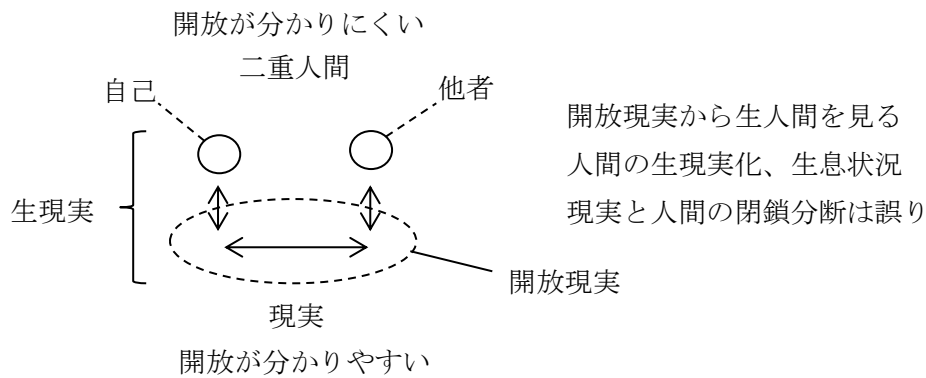 開放が分かりにくい
二重人間
自己
他者
開放現実から生人間を見る
人間の生現実化、生息状況
生現実
現実と人間の閉鎖分断は誤り
開放現実
現実
開放が分かりやすい